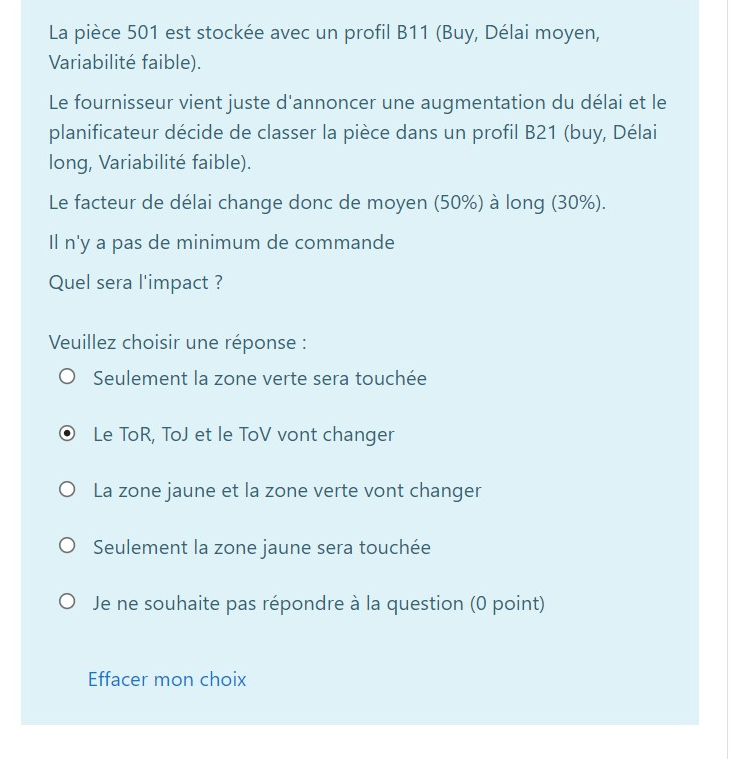 La pièce 501 est stockée avec un profil B11 (Buy, Délai moyen,
Variabilité faible).
Le fournisseur vient juste d'annoncer une augmentation du délai et le
planificateur décide de classer la pièce dans un profil B21 (buy, Délai
long, Variabilité faible).
Le facteur de délai change donc de moyen (50%) à long (30%).
Il n'y a pas de minimum de commande
Quel sera l'impact ?
Veuillez choisir une réponse :
Seulement la zone verte sera touchée
Le ToR, ToJ et le ToV vont changer
La zone jaune et la zone verte vont changer
Seulement la zone jaune sera touchée
Je ne souhaite pas répondre à la question (0 point)
Effacer mon choix